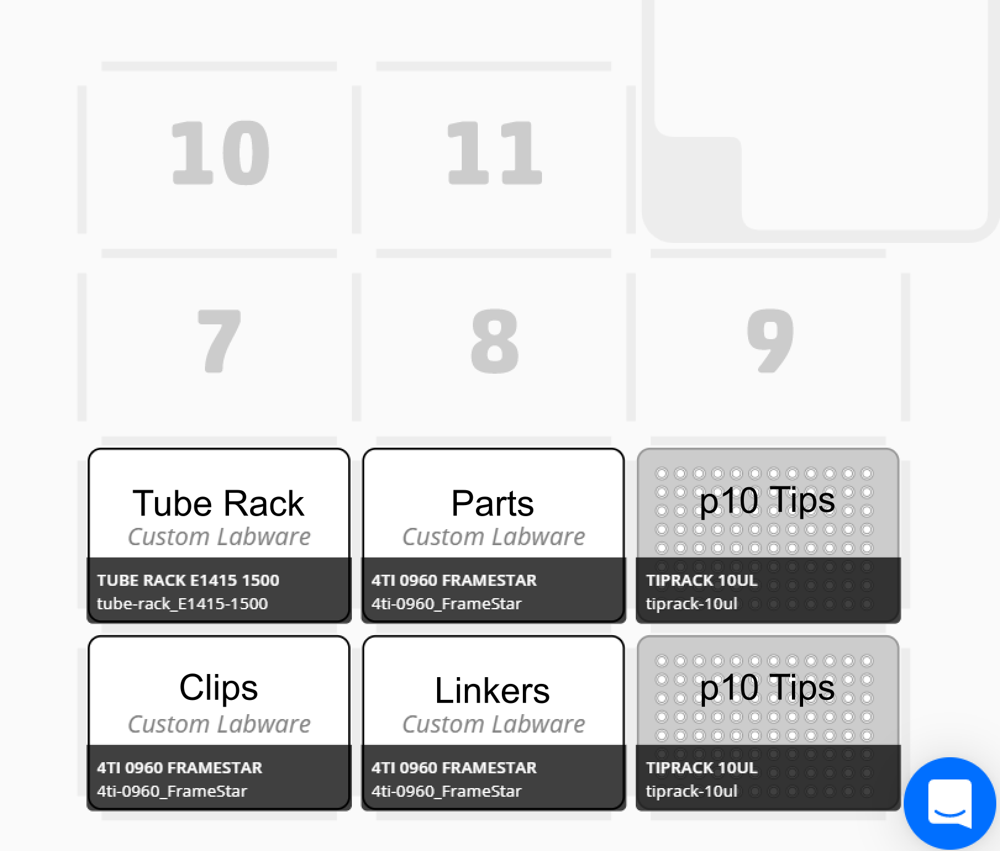 10
11
7
8
9
Tube Rack
Custom Labware
TUBE RACK E1415 1500
tube-rack_E1415-1500
Parts
Custom Labware
4TI 0960 FRAMESTAR
4ti-0960_FrameStar
p10 Tips
TIPRACK 10UL
tiprack-10ul
Clips
Custom Labware
4TI 0960 FRAMESTAR
4ti-0960_FrameStar
Linkers
Custom Labware
4TI 0960 FRAMESTAR
4ti-0960_FrameStar
p10 Tips
TIPRACK 10UL
tiprack-10ul